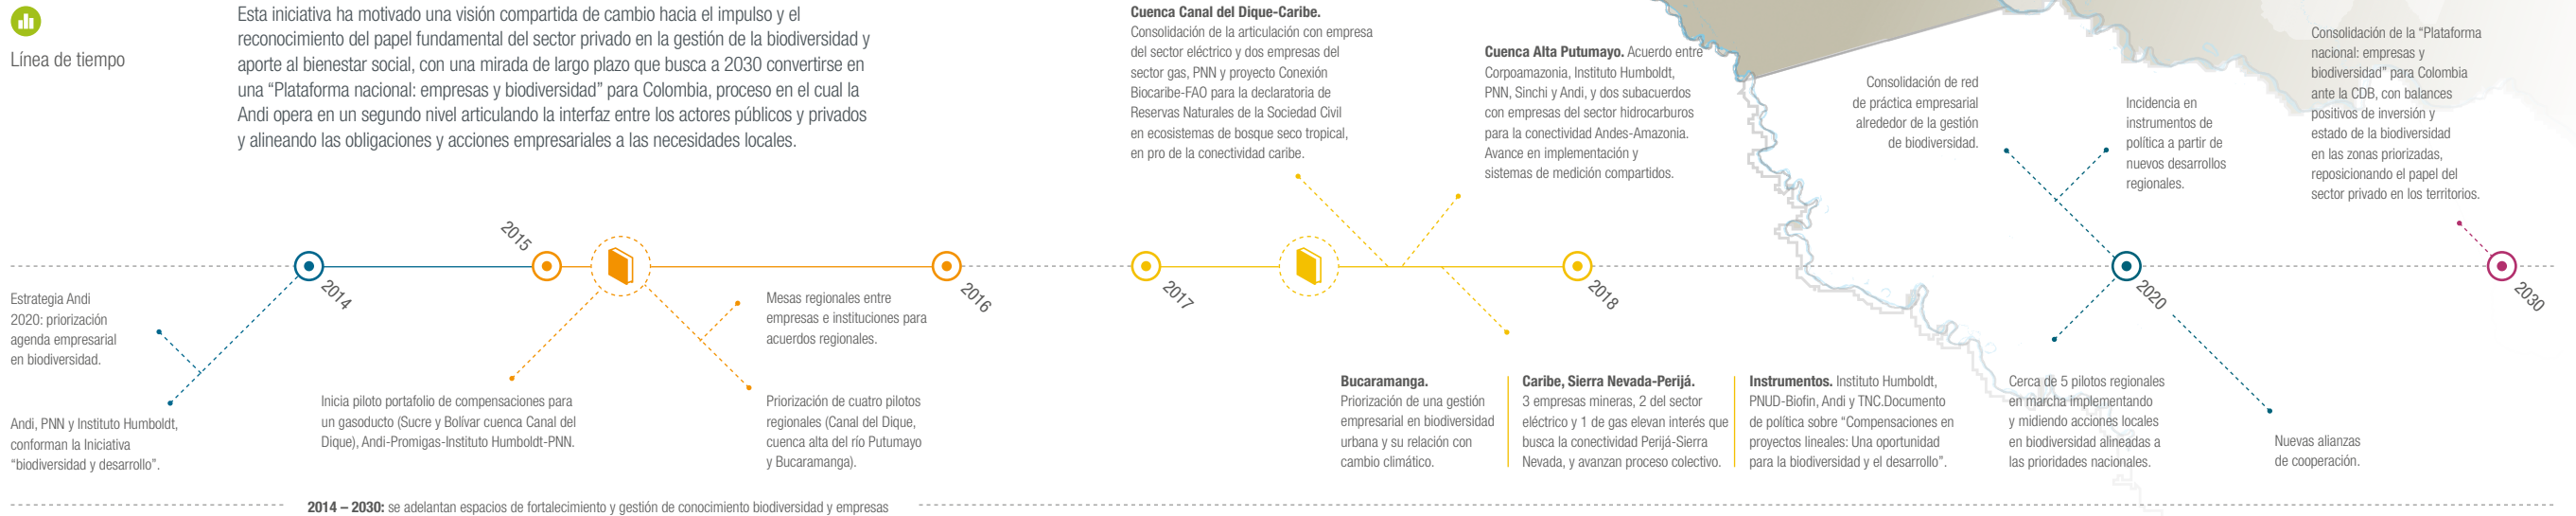 Línea de tiempo
Esta iniciativa ha motivado una visión compartida de cambio hacia el impulso y el
reconocimiento del papel fundamental del sector privado en la gestión de la biodiversidad y
aporte al bienestar social, con una mirada de largo plazo que busca a 2030 convertirse en
una “Plataforma nacional: empresas y biodiversidad” para Colombia, proceso en el cual la
Andi opera en un segundo nivel articulando la interfaz entre los actores públicos y privados
y alineando las obligaciones y acciones empresariales a las necesidades locales.
Cuenca Canal del Dique-Caribe.
Consolidación de la articulación con empresa
del sector eléctrico y dos empresas del
sector gas, PNN y proyecto Conexión
Biocaribe-FAO para la declaratoria de
Reservas Naturales de la Sociedad Civil
en ecosistemas de bosque seco tropical,
en pro de la conectividad caribe.
Cuenca Alta Putumayo. Acuerdo entre
Corpoamazonia, Instituto Humboldt,
PNN, Sinchi y Andi, y dos subacuerdos
con empresas del sector hidrocarburos
para la conectividad Andes-Amazonia.
Avance en implementación y
sistemas de medición compartidos.
Consolidación de red
de práctica empresarial
alrededor de la gestión
de biodiversidad.
Incidencia en
instrumentos de
política a partir de
nuevos desarrollos
regionales.
Consolidación de la “Plataforma
nacional: empresas y
biodiversidad” para Colombia
ante la CDB, con balances
positivos de inversión y
estado de la biodiversidad
en las zonas priorizadas,
reposicionando el papel del
sector privado en los territorios.
2014
2015
2016
2017
2018
2020
2030
Estrategia Andi
2020: priorización
agenda empresarial
en biodiversidad.
Andi, PNN y Instituto Humboldt,
conforman la Iniciativa
“biodiversidad y desarrollo”.
Inicia piloto portafolio de compensaciones para
un gasoducto (Sucre y Bolívar cuenca Canal del
Dique), Andi-Promigas-Instituto Humboldt-PNN.
Mesas regionales entre
empresas e instituciones para
acuerdos regionales.
Priorización de cuatro pilotos
regionales (Canal del Dique,
cuenca alta del río Putumayo
y Bucaramanga).
Bucaramanga.
Priorización de una gestión
empresarial en biodiversidad
urbana y su relación con
cambio climático.
Caribe, Sierra Nevada-Perijá.
3 empresas mineras, 2 del sector
eléctrico y 1 de gas elevan interés que
busca la conectividad Perijá-Sierra
Nevada, y avanzan proceso colectivo.
Instrumentos. Instituto Humboldt,
PNUD-Biofin, Andi y TNC.Documento
de política sobre “Compensaciones en
proyectos lineales: Una oportunidad
para la biodiversidad y el desarrollo”.
Cerca de 5 pilotos regionales
en marcha implementando
y midiendo acciones locales
en biodiversidad alineadas a
las prioridades nacionales.
Nuevas alianzas
de cooperación.
2014 – 2030: se adelantan espacios de fortalecimiento y gestión de conocimiento biodiversidad y empresas